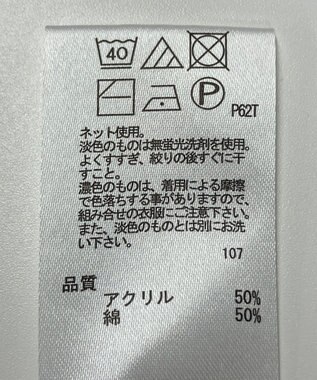 40
P
P62T
ネット使用。
淡色のものは無蛍光洗剤を使用。
よくすすぎ、絞りの後すぐに干
すこと。
濃色のものは、着用による摩擦
で色落ちする事がありますので、
組み合せの衣服にご注意下さい。
また、淡色のものとは別にお洗
い下さい。
107
品質
アクリル 50%
綿 50%